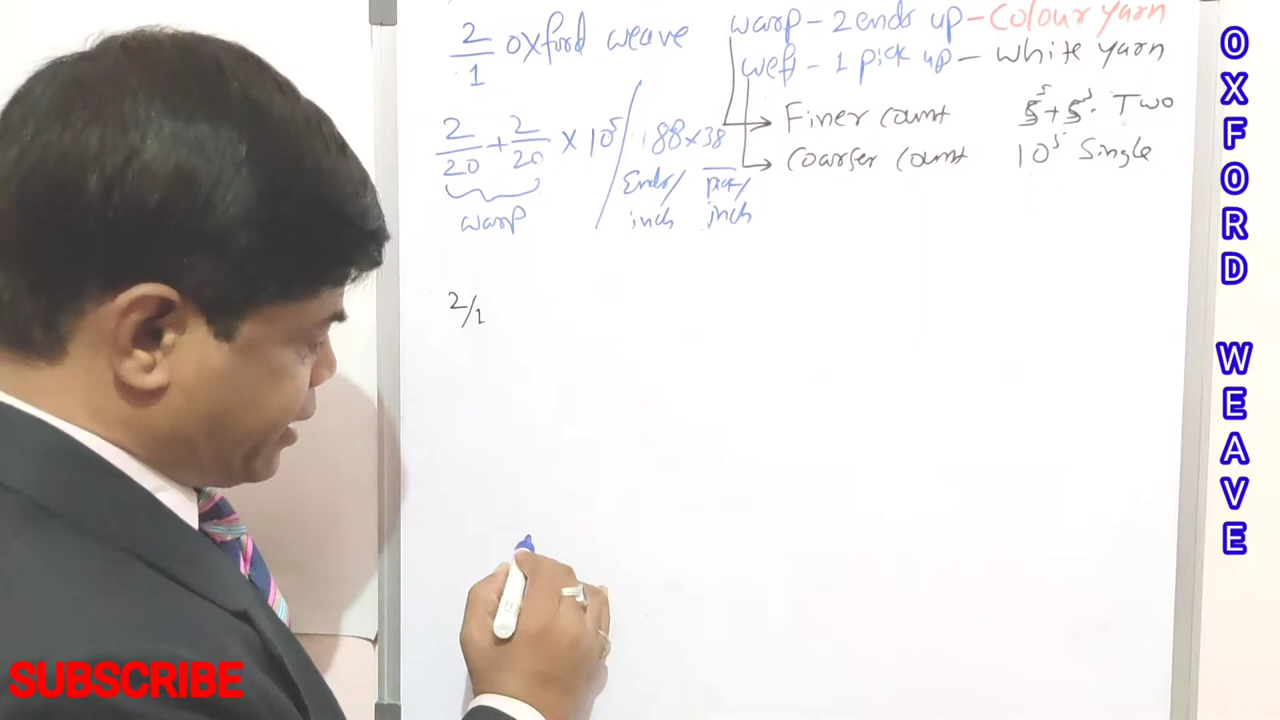 2/1 oxford weave warp - 2 ends up - Colour yarn
weft - 1 pick up - white yarn
2/20 + 2/20 x 10s / 188 x 38
Finer count 5s + 5s. Two
Coarser count 10s Single
Ends/inch pick/inch
warp
2/1
OXFORD WEAVE
SUBSCRIBE